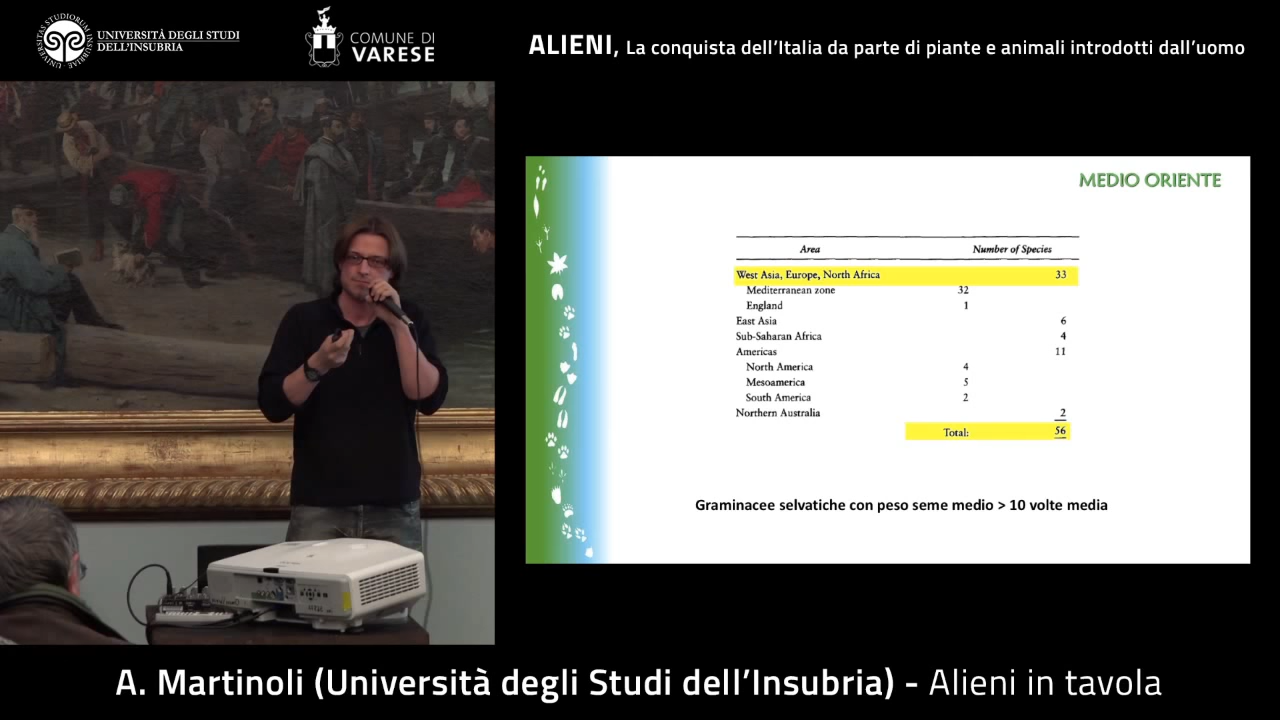 UNIVERSITÀ DEGLI STUDI
DELL'INSUBRIA
COMUNE DI
VARESE
ALIENI, La conquista dell'Italia da parte di piante e animali introdotti dall'uomo
MEDIO ORIENTE
Area Number of Species
West Asia, Europe, North Africa 33
Mediterranean zone 32
England 1
East Asia 6
Sub-Saharan Africa 4
Americas 11
North America 4
Mesoamerica 5
South America 2
Northern Australia 2
Total: 56
Graminacee selvatiche con peso seme medio > 10 volte media
A. Martinoli (Università degli Studi dell'Insubria) - Alieni in tavola